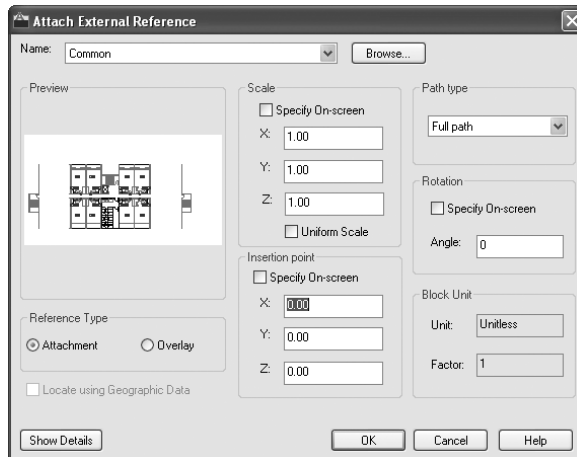 Attach External Reference
Name: Common Browse...
Preview
Scale
Specify On-screen
X: 1.00
Y: 1.00
Z: 1.00
Uniform Scale
Path type
Full path
Rotation
Specify On-screen
Angle: 0
Insertion point
Specify On-screen
X: 0.00
Y: 0.00
Z: 0.00
Block Unit
Unit: Unitless
Factor: 1
Reference Type
Attachment Overlay
Locate using Geographic Data
Show Details OK Cancel Help